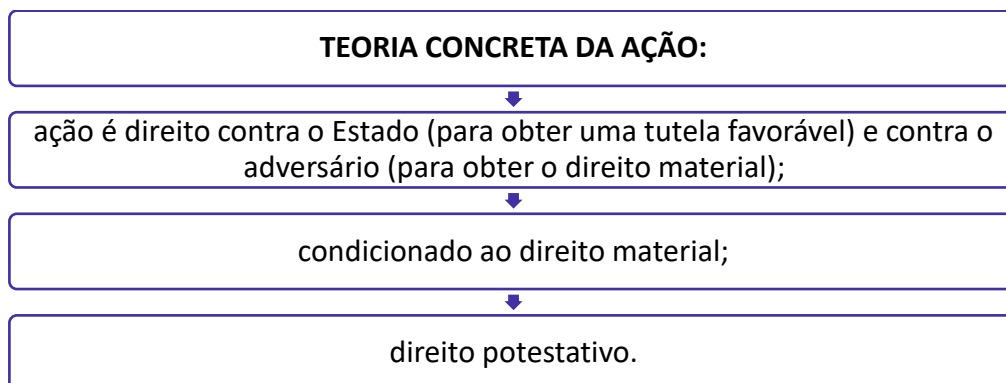 TEORIA CONCRETA DA AÇÃO:
ação é direito contra o Estado (para obter uma tutela favorável) e contra o
adversário (para obter o direito material);
condicionado ao direito material;
direito potestativo.